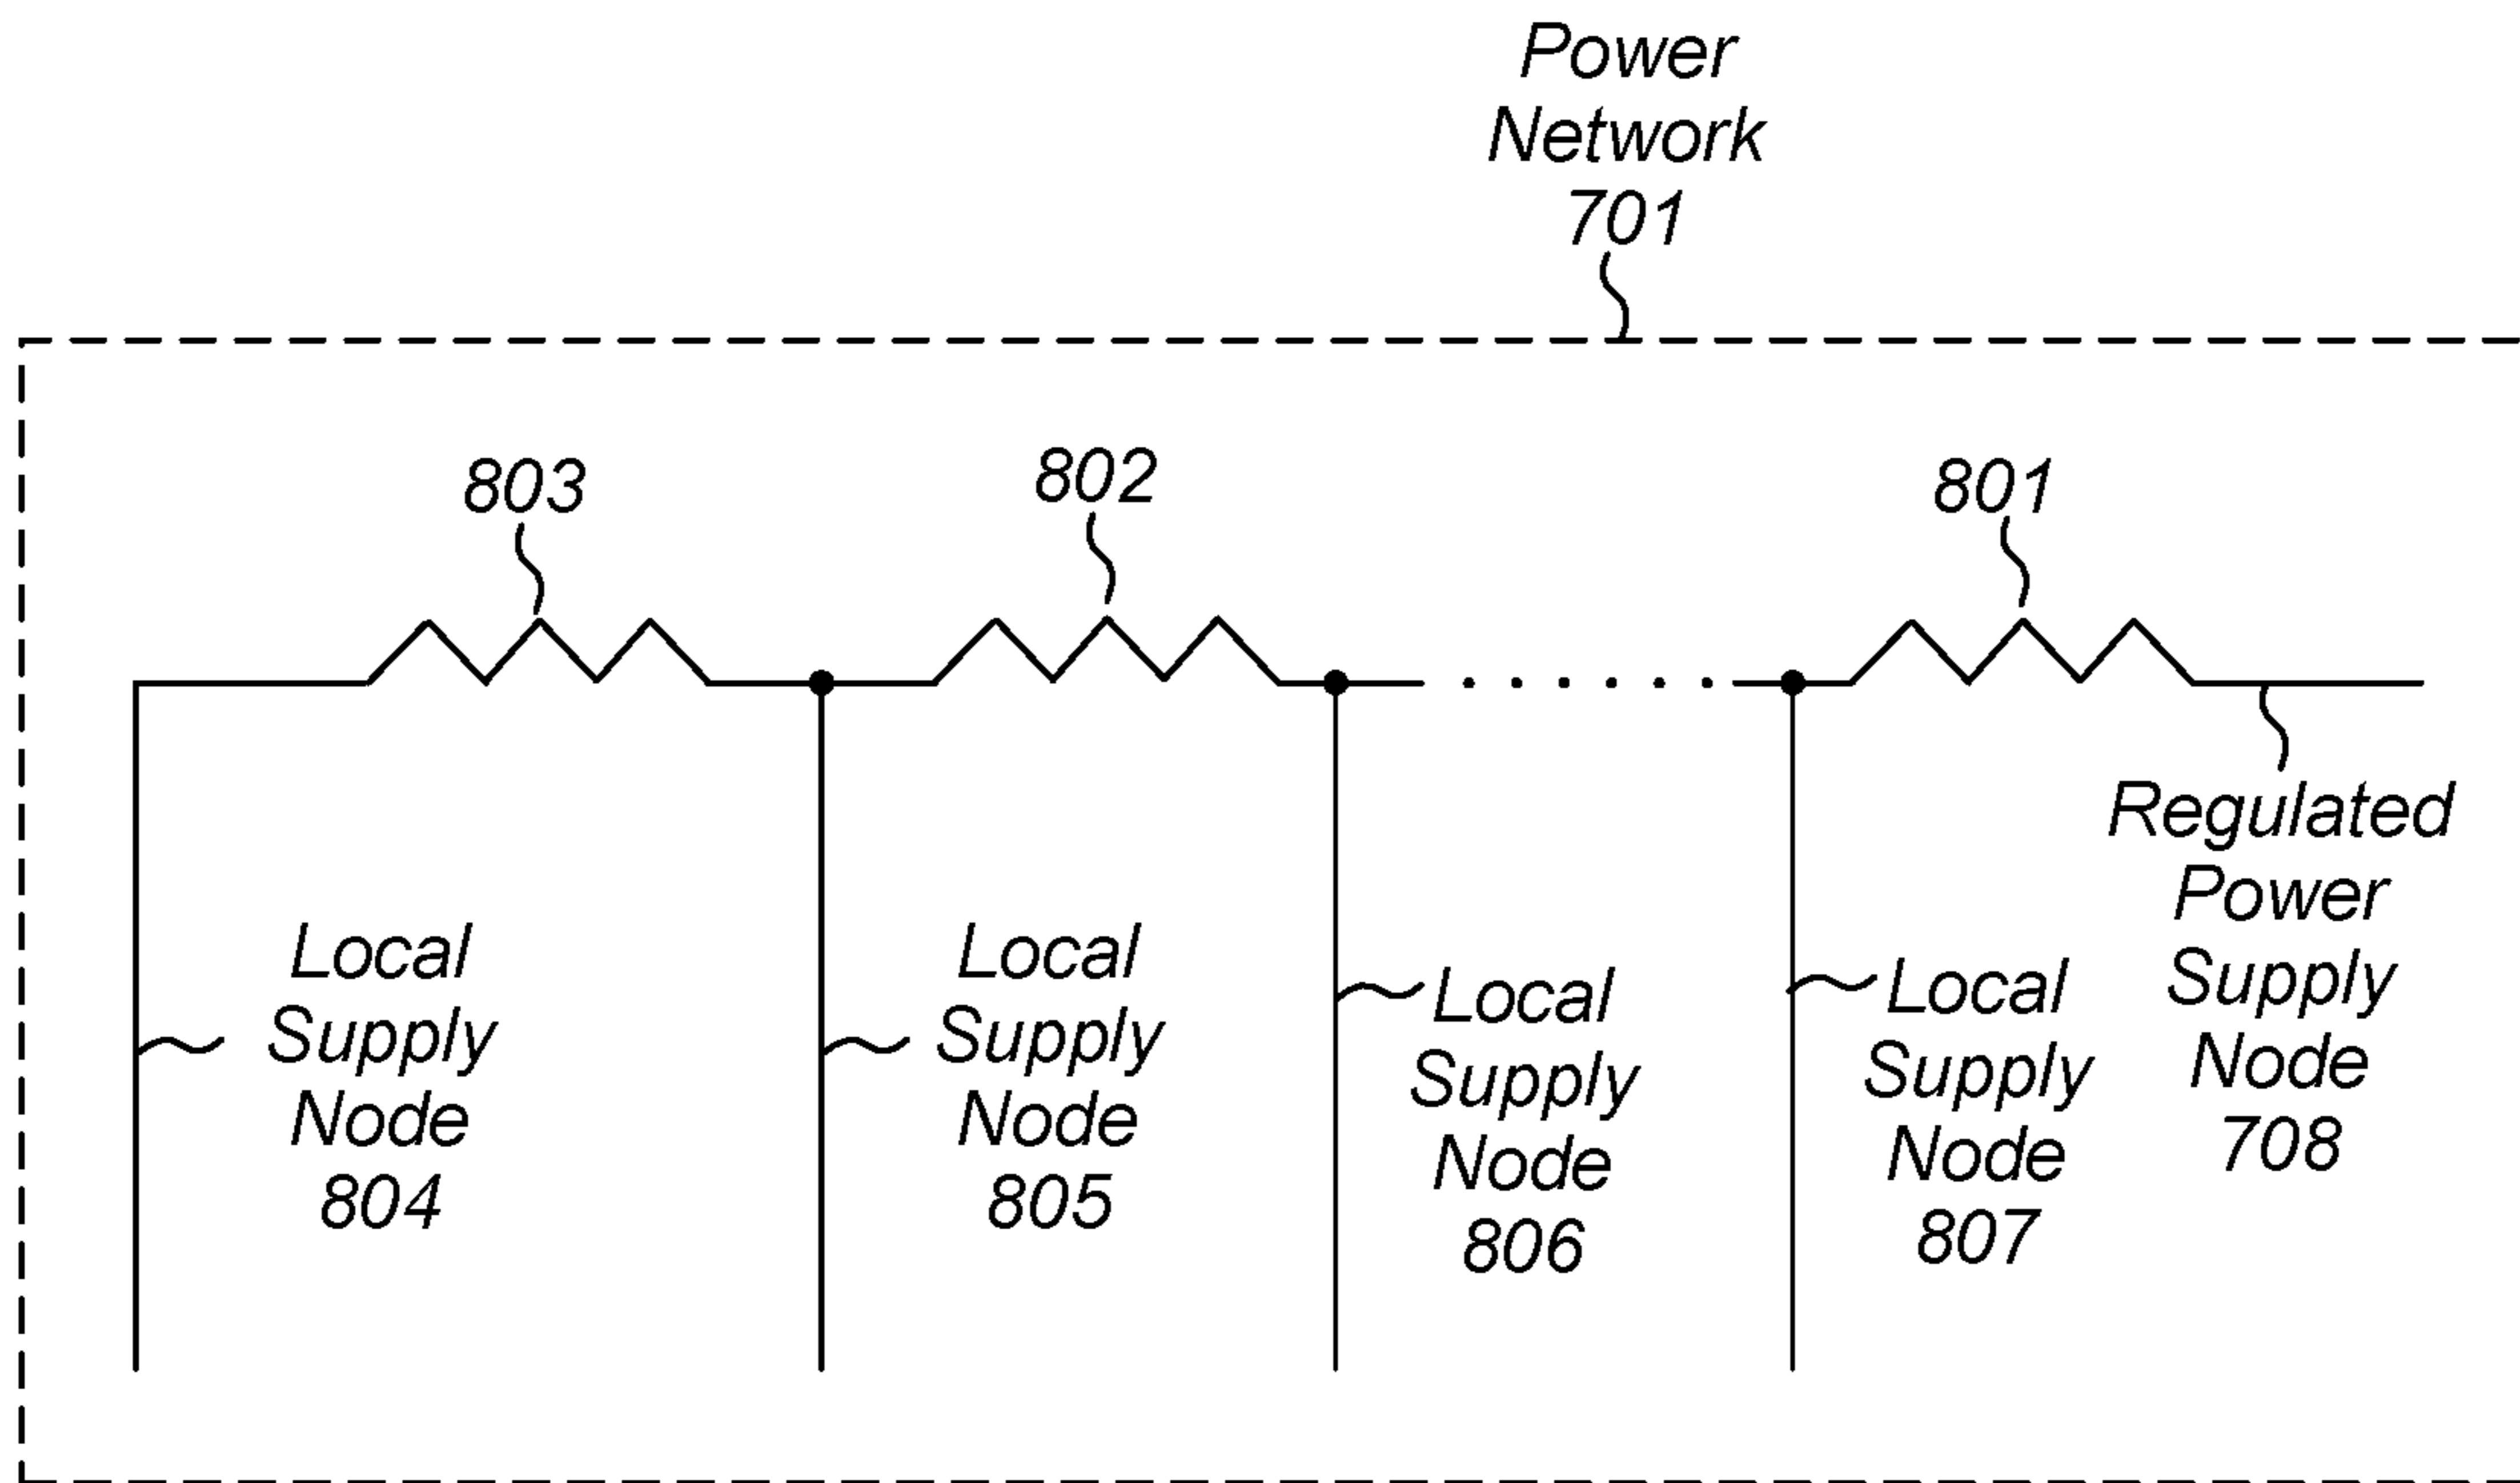 Power
Network
701
803
802
801
Local
Supply
Node
804
Local
Supply
Node
805
Local
Supply
Node
806
Local
Supply
Node
807
Regulated
Power
Supply
Node
708